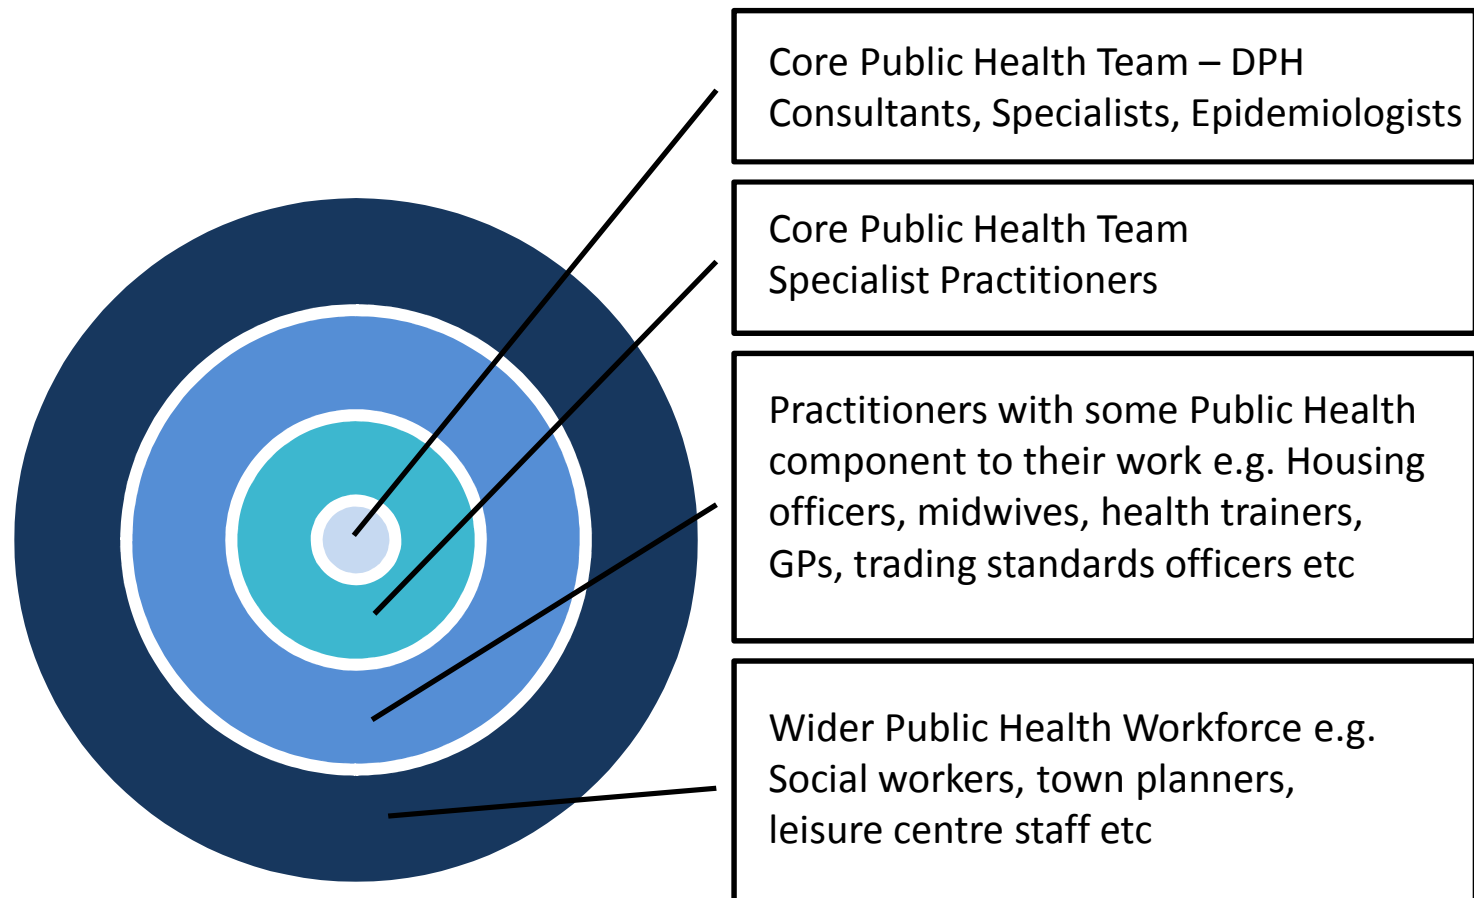 Core Public Health Team – DPH
Consultants, Specialists, Epidemiologists
Core Public Health Team
Specialist Practitioners
Practitioners with some Public Health
component to their work e.g. Housing
officers, midwives, health trainers,
GPs, trading standards officers etc
Wider Public Health Workforce e.g.
Social workers, town planners,
leisure centre staff etc